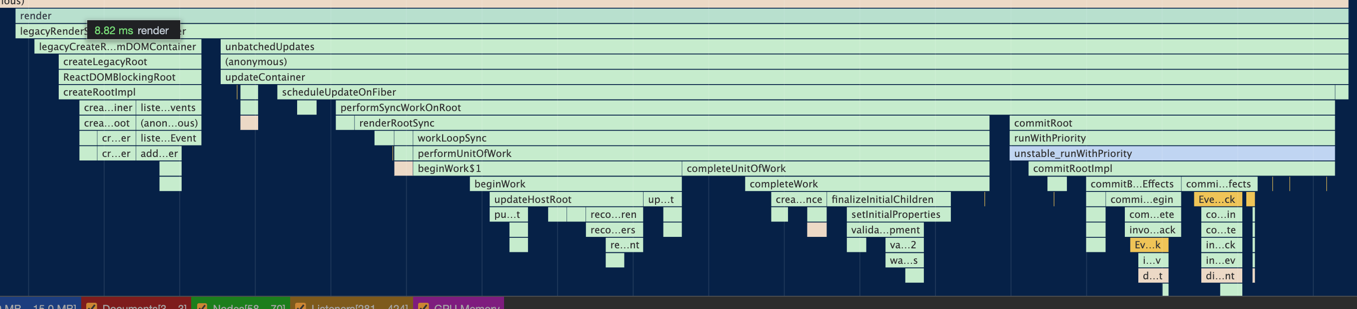 nous)
render
8.82 ms render
legacyRenderS
er
legacyCreateR...mDOMContainer unbatchedUpdates
createLegacyRoot (anonymous)
ReactDOMBlockingRoot updateContainer
createRootImpl scheduleUpdateOnFiber
crea...iner liste...vents performSyncWorkOnRoot
crea...oot (anon...ous) renderRootSync commitRoot
cr...er liste...Event workLoopSync runWithPriority
cr...er add...er performUnitOfWork unstable_runWithPriority
beginWork$1 completeUnitOfWork commitRootImpl
beginWork completeWork commitB...Effects commi...fects
updateHostRoot up...t crea...nce finalizeInitialChildren commi...egin Eve...ck
pu...t reco...ren setInitialProperties com...ete co...in
reco...ers valida...pment invo...ack co...te
re...nt va...2 Ev...k in...ck
wa...s i...v in...ev
d...t di...nt
MB – 15.0 MB] Documents[3 – 3] Nodes[58 – 70] Listeners[281 – 424] GPU Memory